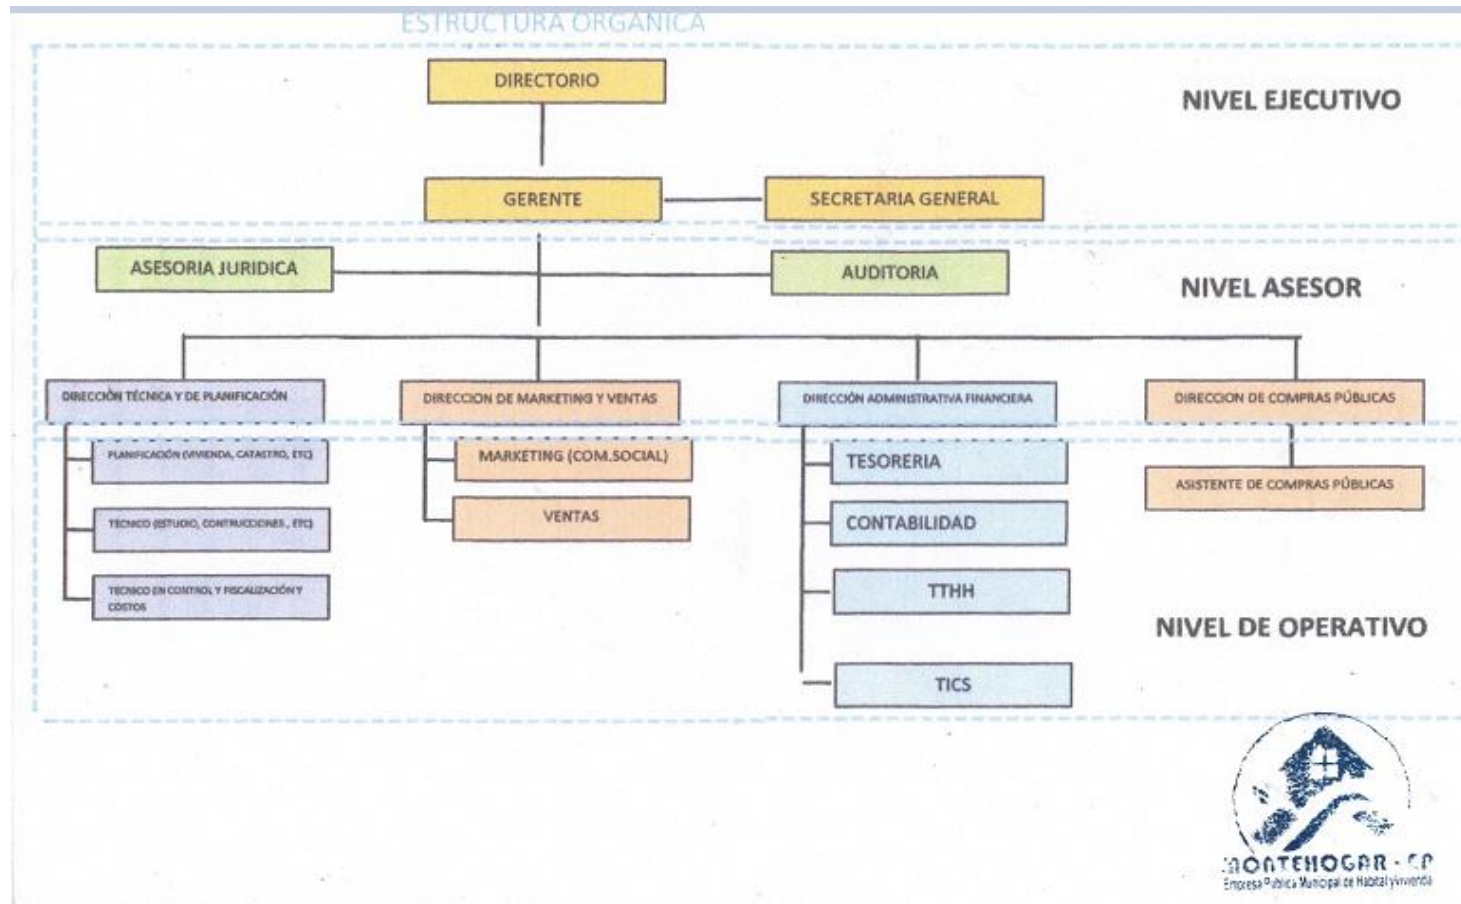 ESTRUCTURA ORGANICA
DIRECTORIO
NIVEL EJECUTIVO
GERENTE
SECRETARIA GENERAL
ASESORIA JURIDICA
AUDITORIA
NIVEL ASESOR
DIRECCIÓN TÉCNICA Y DE PLANIFICACIÓN
DIRECCION DE MARKETING Y VENTAS
DIRECCIÓN ADMINISTRATIVA FINANCIERA
DIRECCION DE COMPRAS PÚBLICAS
PLANIFICACIÓN (VIVIENDA, CATASTRO, ETC)
MARKETING (COM.SOCIAL)
TESORERIA
ASISTENTE DE COMPRAS PÚBLICAS
TÉCNICO (ESTUDIO, CONTRUCCIONES., ETC)
VENTAS
CONTABILIDAD
TECNICO EN CONTROL Y FISCALIZACIÓN Y
COSTOS
TTHH
NIVEL DE OPERATIVO
TICS
MONTEHOGAR - EP
Empresa Pública Municipal de Habitat y Vivienda